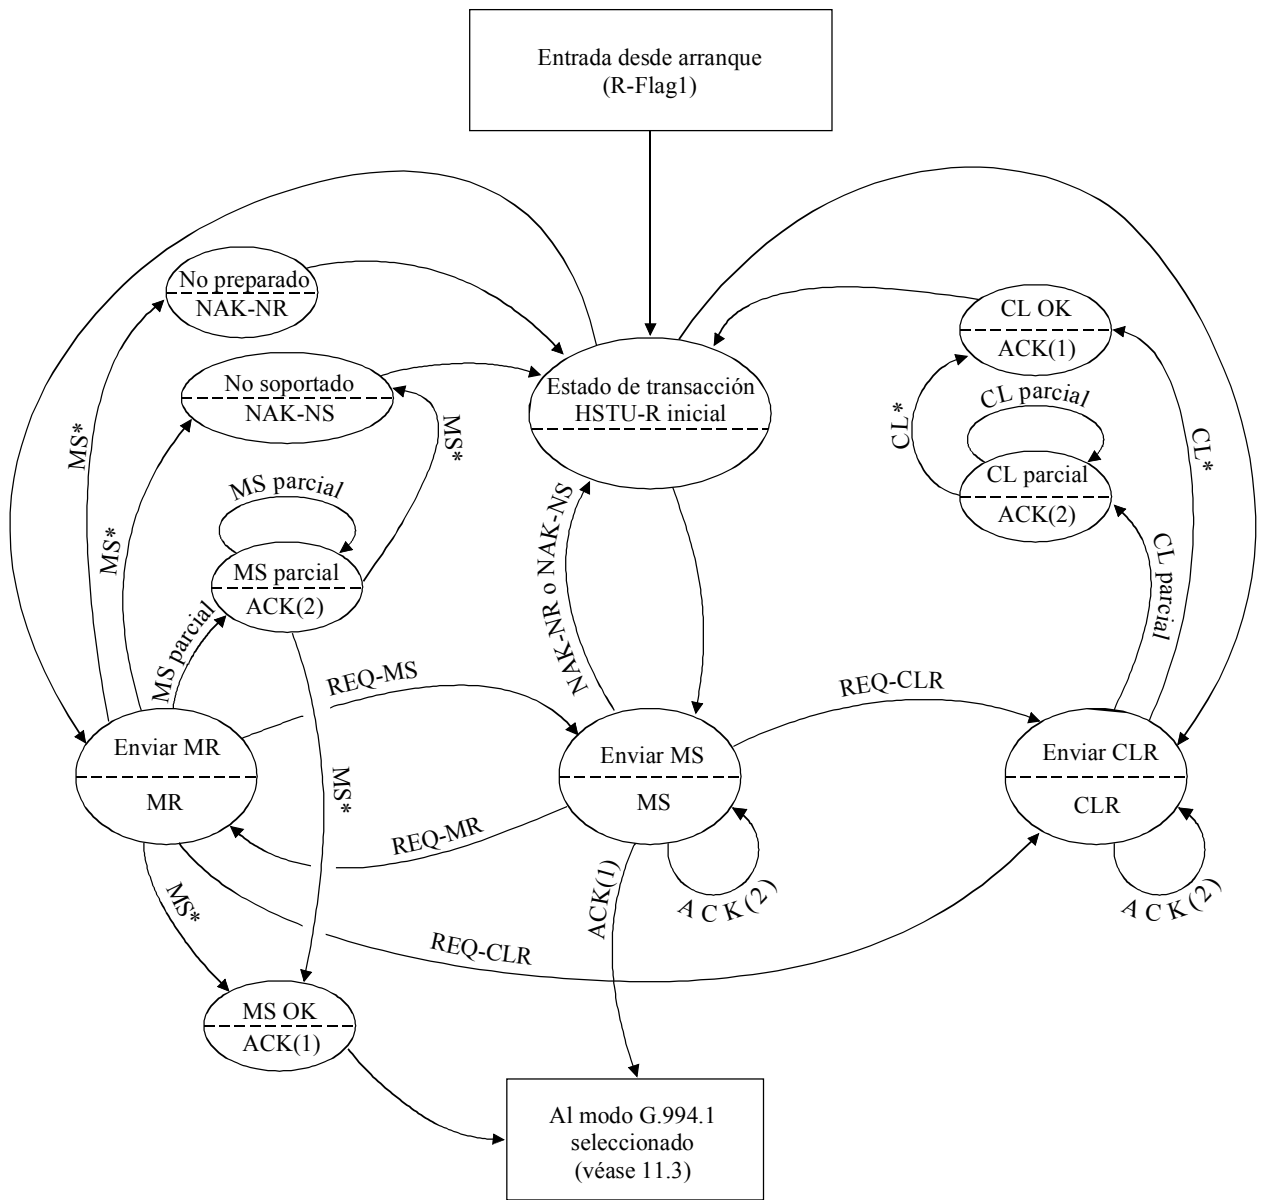 Entrada desde arranque
(R-Flag1)
No preparado
NAK-NR
CL OK
ACK(1)
No soportado
NAK-NS
Estado de transacción
HSTU-R inicial
CL parcial
CL*
CL*
MS*
MS*
MS*
MS parcial
CL parcial
ACK(2)
NAK-NR o NAK-NS
MS parcial
ACK(2)
CL parcial
MS parcial
REQ-MS
REQ-CLR
Enviar MR
MR
MS*
Enviar MS
MS
Enviar CLR
CLR
REQ-MR
MS*
ACK(1)
ACK(2)
ACK(2)
REQ-CLR
MS OK
ACK(1)
Al modo G.994.1
seleccionado
(véase 11.3)